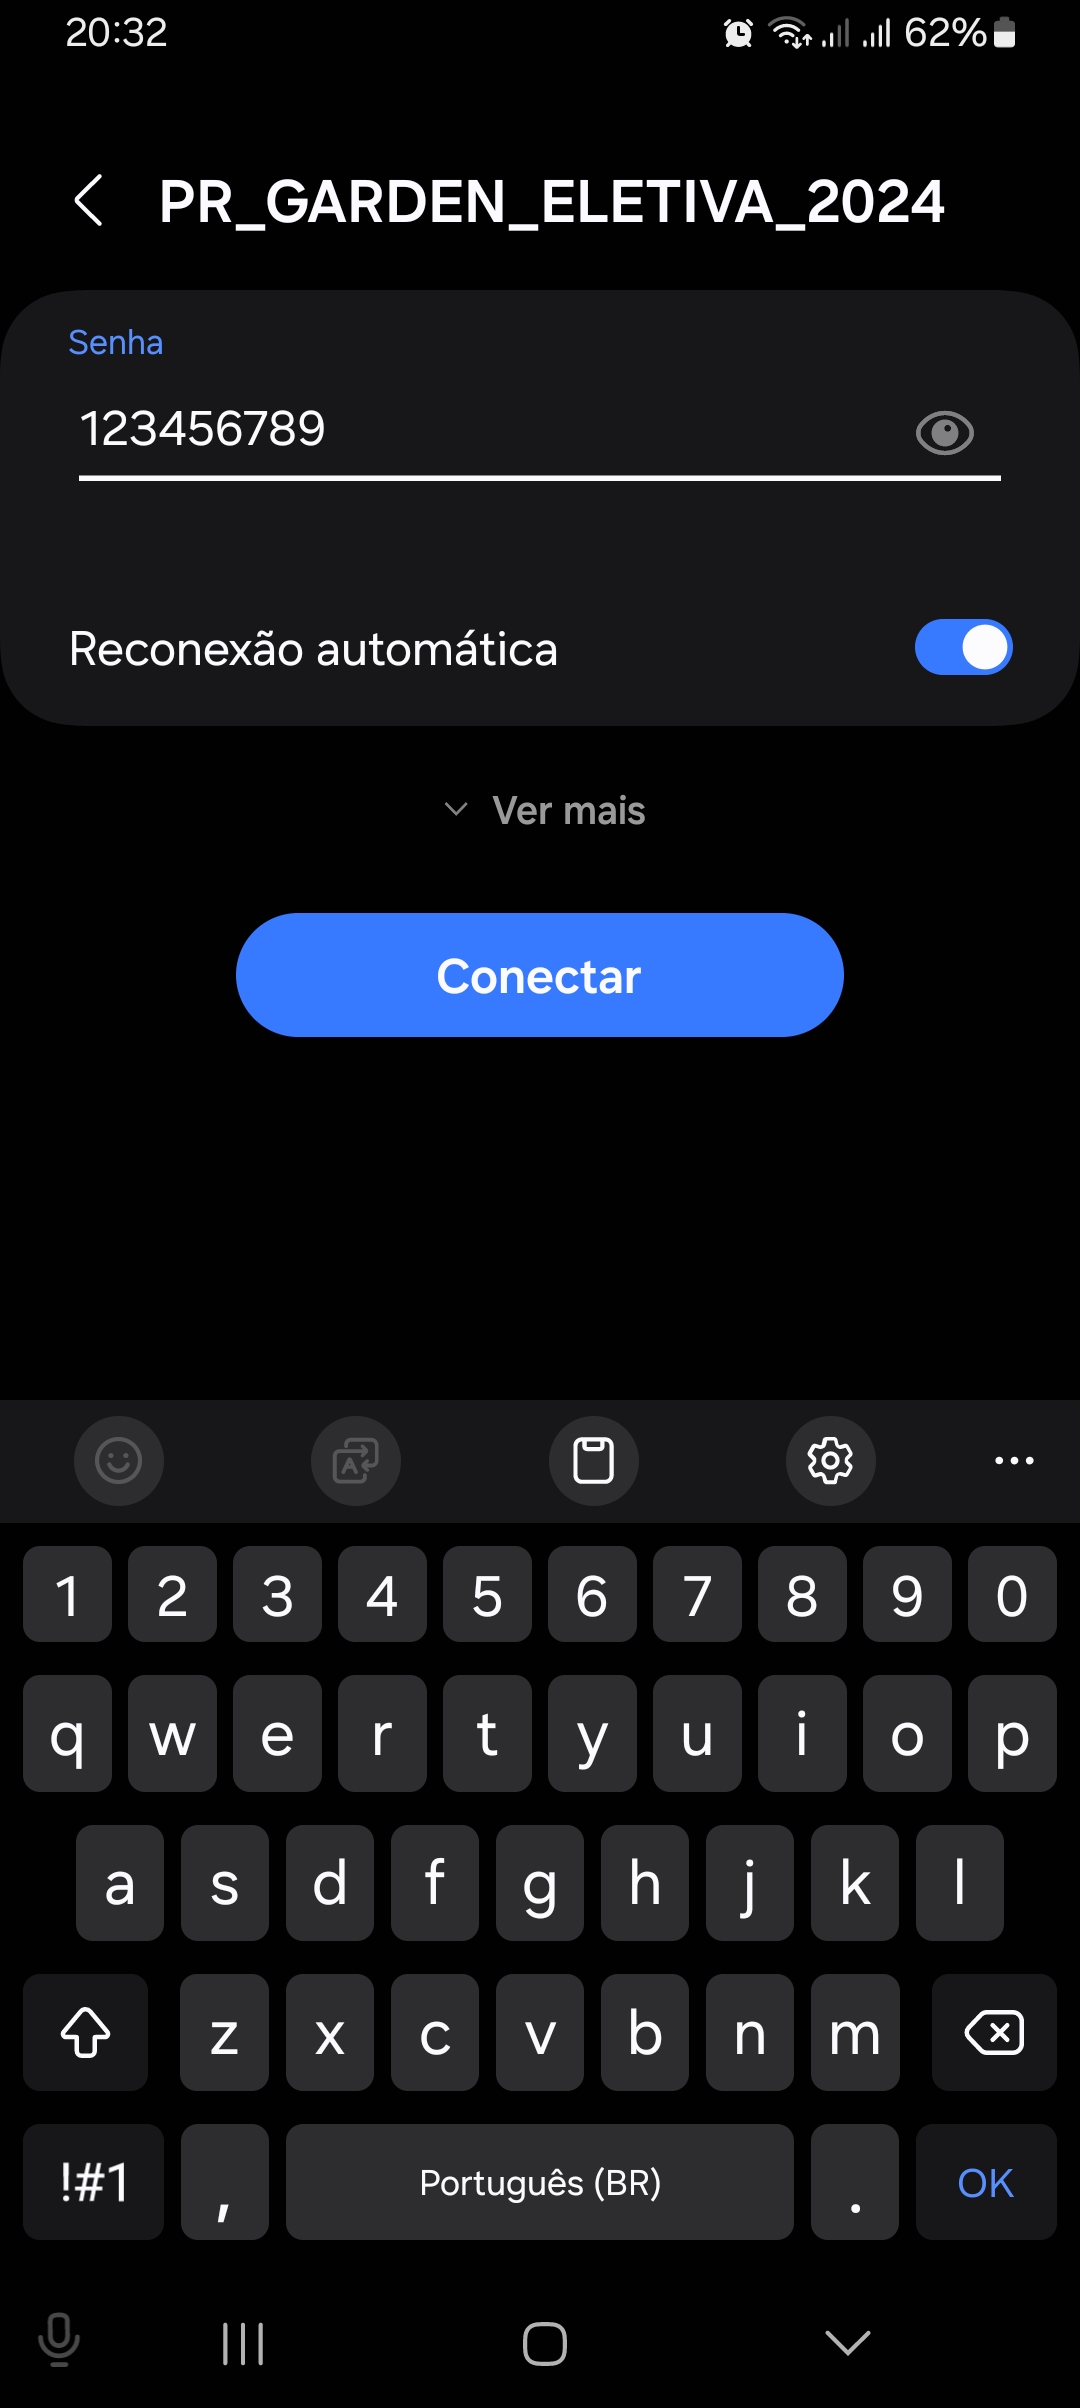 20:32
62%
PR_GARDEN_ELETIVA_2024
Senha
123456789
Reconexão automática
Ver mais
Conectar
A
1 2 3 4 5 6 7 8 9 0
q w e r t y u i o p
a s d f g h j k l
z x c v b n m
!#1 , Português (BR) . OK